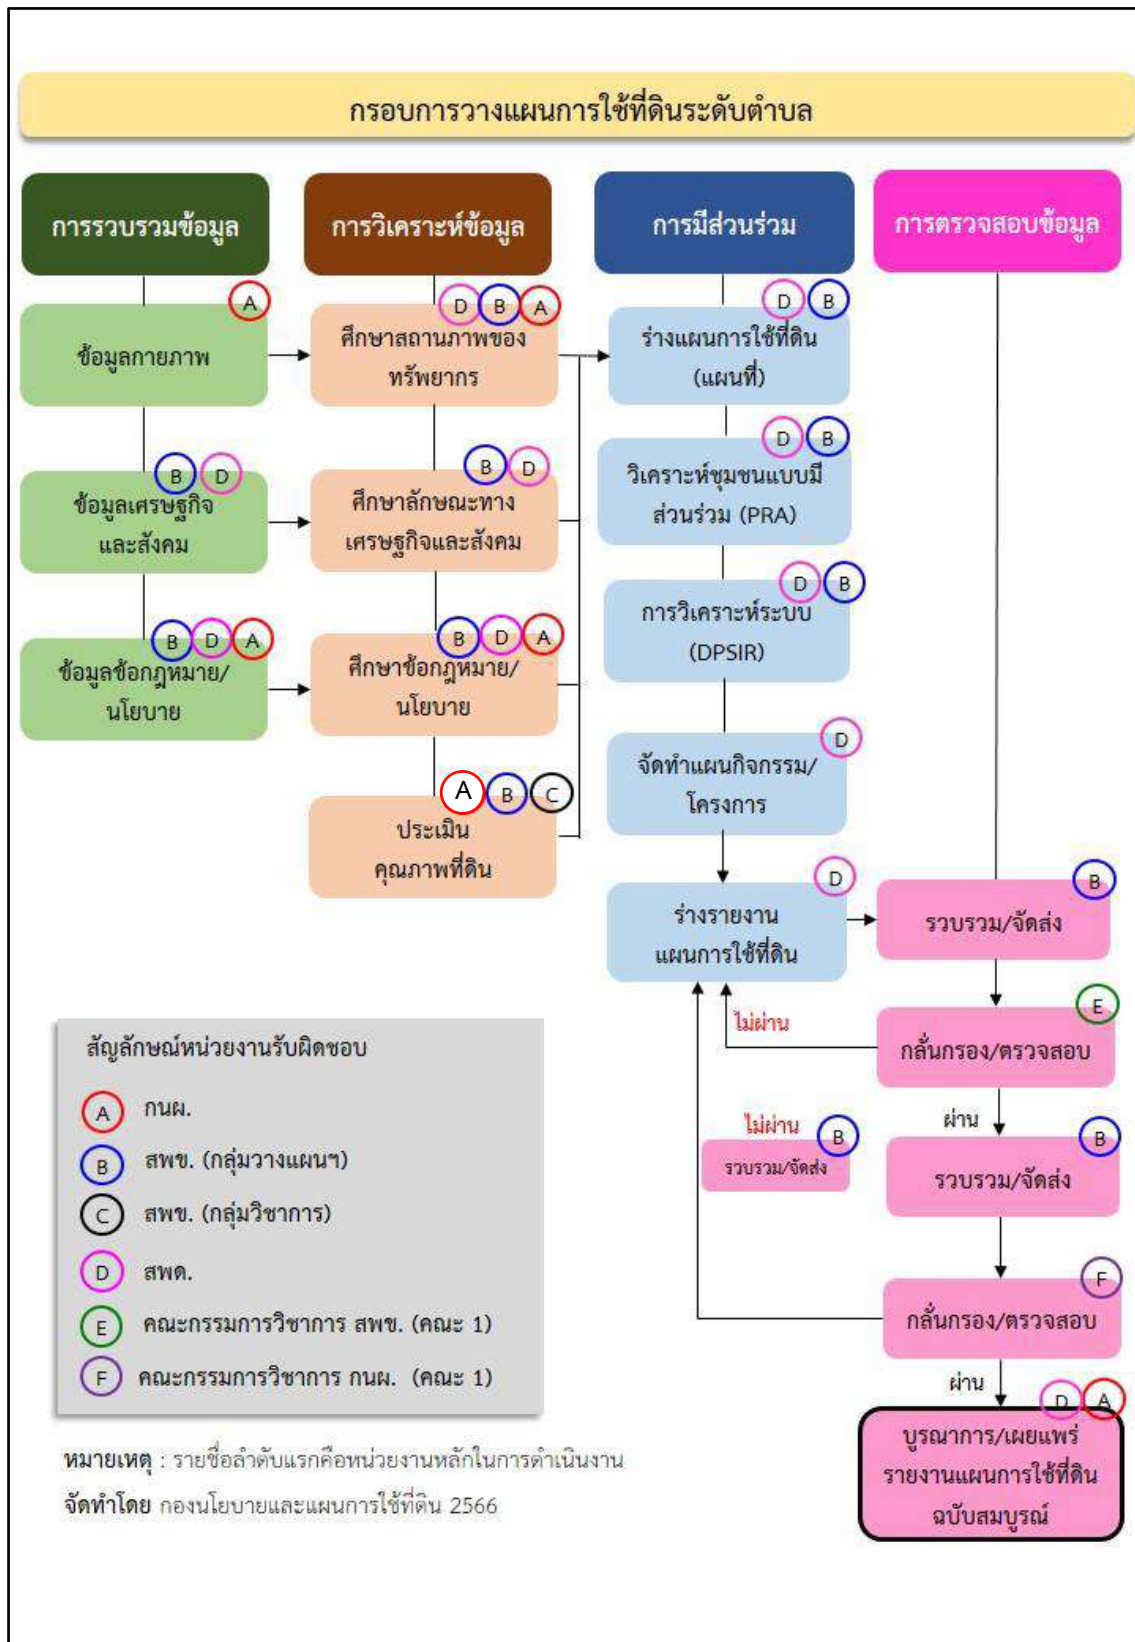 กรอบการวางแผนการใช้ที่ดินระดับตำบล
การรวบรวมข้อมูล
การวิเคราะห์ข้อมูล
การมีส่วนร่วม
การตรวจสอบข้อมูล
A
ข้อมูลกายภาพ
B D
ข้อมูลเศรษฐกิจ
และสังคม
B D A
ข้อมูลข้อกฎหมาย/
นโยบาย
D B A
ศึกษาสถานภาพของ
ทรัพยากร
B D
ศึกษาลักษณะทาง
เศรษฐกิจและสังคม
B D A
ศึกษาข้อกฎหมาย/
นโยบาย
A B C
ประเมิน
คุณภาพที่ดิน
D B
ร่างแผนการใช้ที่ดิน
(แผนที่)
D B
วิเคราะห์ชุมชนแบบมี
ส่วนร่วม (PRA)
D B
การวิเคราะห์ระบบ
(DPSIR)
D
จัดทำแผนกิจกรรม/
โครงการ
D
ร่างรายงาน
แผนการใช้ที่ดิน
B
รวบรวม/จัดส่ง
E
ไม่ผ่าน
กลั่นกรอง/ตรวจสอบ
ผ่าน
ไม่ผ่าน
B
รวบรวม/จัดส่ง
B
รวบรวม/จัดส่ง
F
กลั่นกรอง/ตรวจสอบ
ผ่าน
D A
บูรณาการ/เผยแพร่
รายงานแผนการใช้ที่ดิน
ฉบับสมบูรณ์
สัญลักษณ์หน่วยงานรับผิดชอบ
A กนผ.
B สพข. (กลุ่มวางแผนฯ)
C สพข. (กลุ่มวิชาการ)
D สพด.
E คณะกรรมการวิชาการ สพข. (คณะ 1)
F คณะกรรมการวิชาการ กนผ. (คณะ 1)
หมายเหตุ : รายชื่อลำดับแรกคือหน่วยงานหลักในการดำเนินงาน
จัดทำโดย กองนโยบายและแผนการใช้ที่ดิน 2566